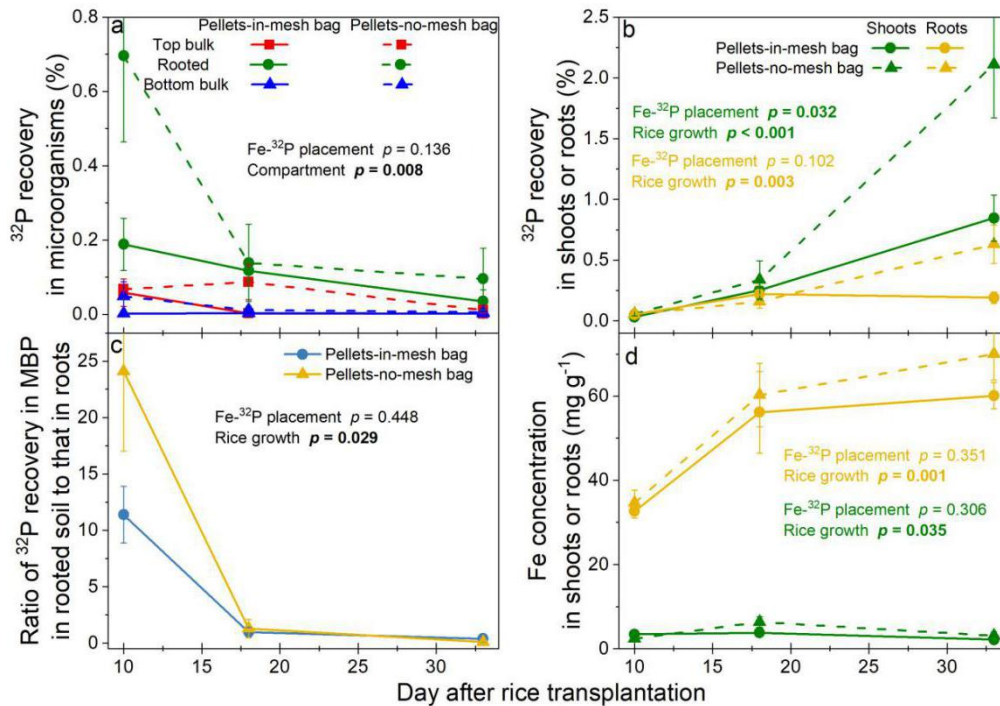 a
Pellets-in-mesh bag Pellets-no-mesh bag
Top bulk
Rooted
Bottom bulk
Fe-³²P placement p = 0.136
Compartment p = 0.008
³²P recovery
in microorganisms (%)
0.8
0.6
0.4
0.2
0.0
b
Shoots Roots
Pellets-in-mesh bag
Pellets-no-mesh bag
Fe-³²P placement p = 0.032
Rice growth p < 0.001
Fe-³²P placement p = 0.102
Rice growth p = 0.003
³²P recovery
in shoots or roots (%)
2.5
2.0
1.5
1.0
0.5
0.0
c
Pellets-in-mesh bag
Pellets-no-mesh bag
Fe-³²P placement p = 0.448
Rice growth p = 0.029
Ratio of ³²P recovery in MBP
in rooted soil to that in roots
25
20
15
10
5
0
10 15 20 25 30
d
Fe-³²P placement p = 0.351
Rice growth p = 0.001
Fe-³²P placement p = 0.306
Rice growth p = 0.035
Fe concentration
in shoots or roots (mg g⁻¹)
60
40
20
0
10 15 20 25 30
Day after rice transplantation